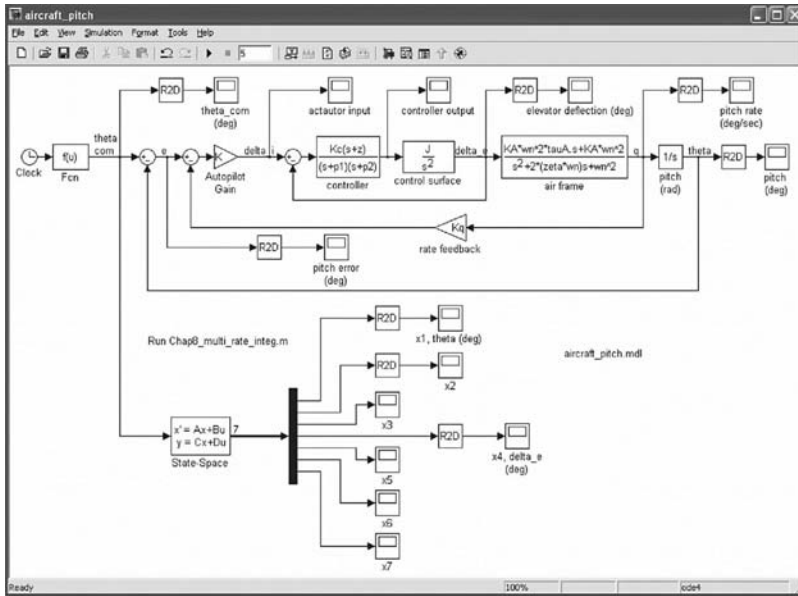 aircraft_pitch
File Edit View Simulation Format Tools Help
5
R2D
theta_com
(deg)
actautor input
controller output
R2D
elevator deflection (deg)
R2D
pitch rate
(deg/sec)
Clock
f(u)
Fcn
theta
com
e
K
Autopilot
Gain
delta_i
Kc(s+z)
(s+p1)(s+p2)
controller
J
s^2
control surface
delta_e
KA*wn^2*tauA.s+KA*wn^2
s^2+2*(zeta*wn)s+wn^2
air frame
q
1/s
pitch
(rad)
theta
R2D
pitch
(deg)
Kq
rate feedback
R2D
pitch error
(deg)
Run Chap8_multi_rate_integ.m
aircraft_pitch.mdl
R2D
x1, theta (deg)
R2D
x2
x3
x' = Ax+Bu
y = Cx+Du
State-Space
7
R2D
x4, delta_e
(deg)
x5
x6
x7
Ready
100%
ode4